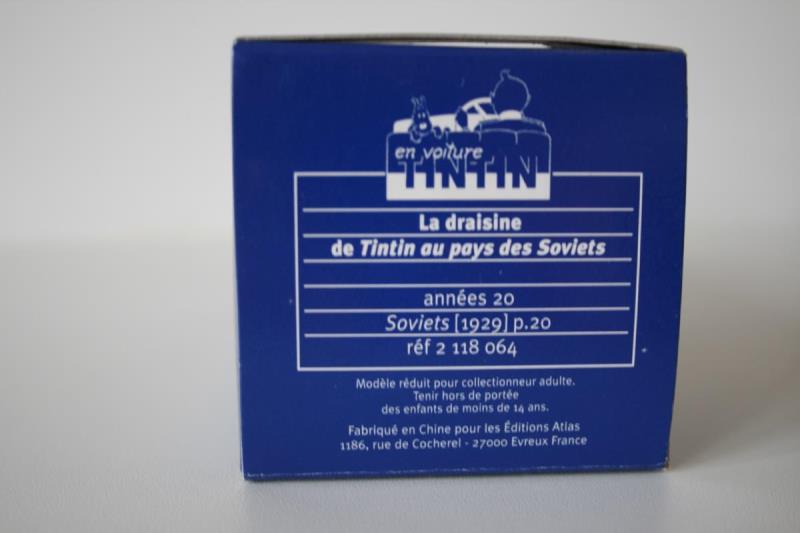 en voiture
TINTIN
La draisine
de Tintin au pays des Soviets
années 20
Soviets [1929] p.20
réf 2 118 064
Modèle réduit pour collectionneur adulte.
Tenir hors de portée
des enfants de moins de 14 ans.
Fabriqué en Chine pour les Éditions Atlas
1186, rue de Cocherel - 27000 Evreux France